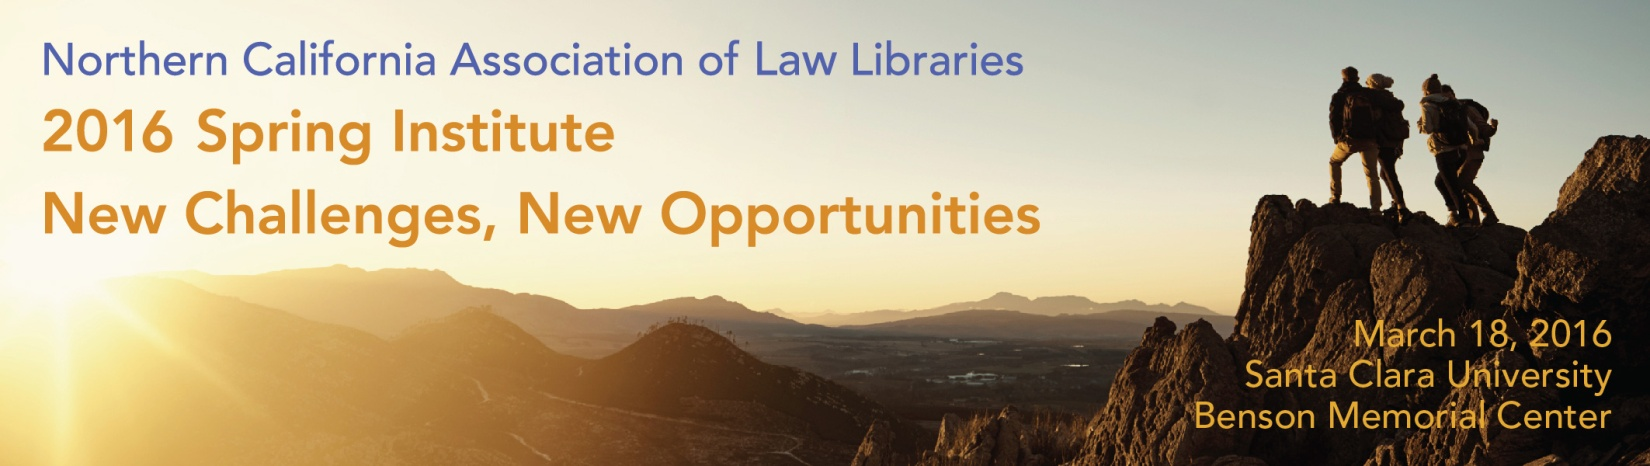 Northern California Association of Law Libraries
2016 Spring Institute
New Challenges, New Opportunities
March 18, 2016
Santa Clara University
Benson Memorial Center